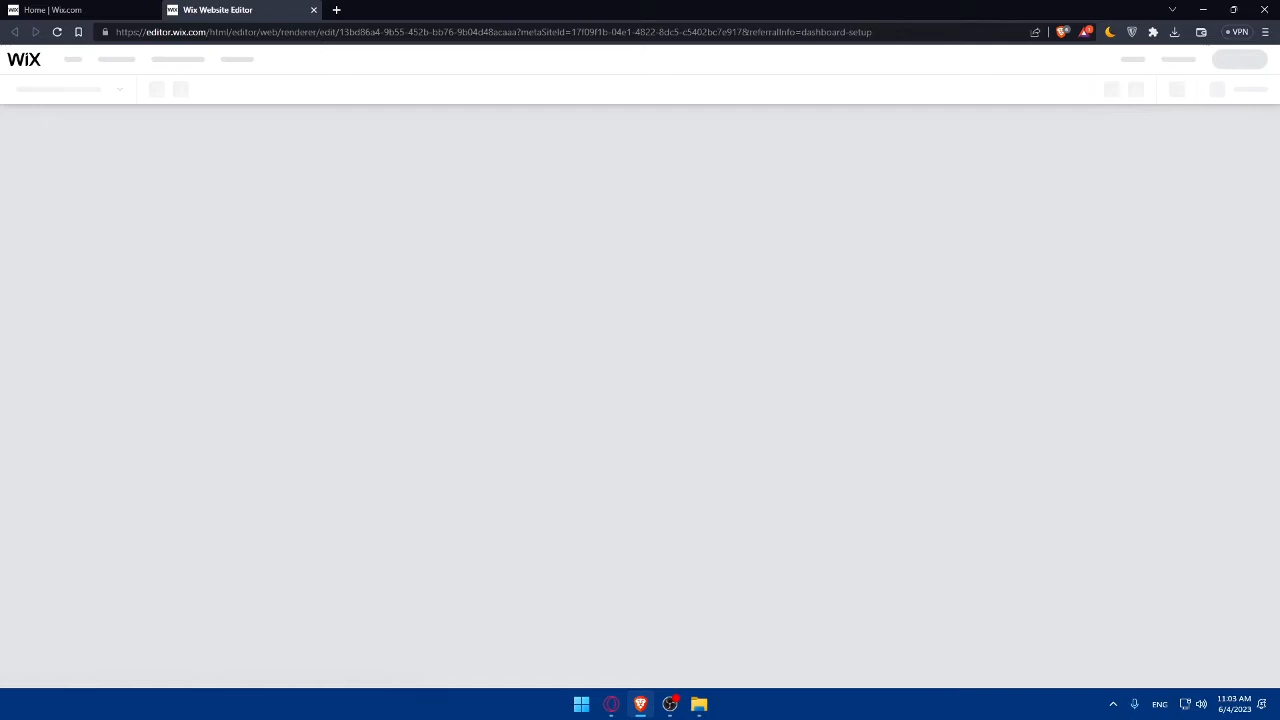 Home | Wix.com
Wix Website Editor
https://editor.wix.com/html/editor/web/renderer/edit/13bd86a4-9b55-452b-bb76-9b04d48acaaa?metaSiteId=17f09f1b-04e1-4822-8dc5-c5402bc7e917&referralInfo=dashboard-setup
VPN
WiX
ENG
11:03 AM
6/4/2023